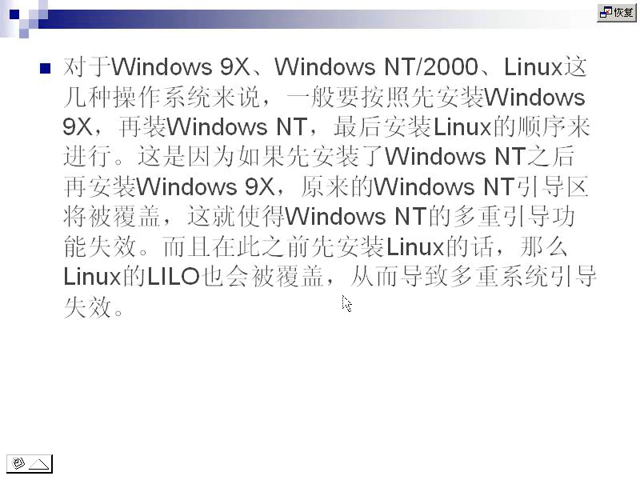 恢复
对于Windows 9X、Windows NT/2000、Linux这
几种操作系统来说，一般要按照先安装Windows
9X，再装Windows NT，最后安装Linux的顺序来
进行。这是因为如果先安装了Windows NT之后
再安装Windows 9X，原来的Windows NT引导区
将被覆盖，这就使得Windows NT的多重引导功
能失效。而且在此之前先安装Linux的话，那么
Linux的LILO也会被覆盖，从而导致多重系统引导
失效。